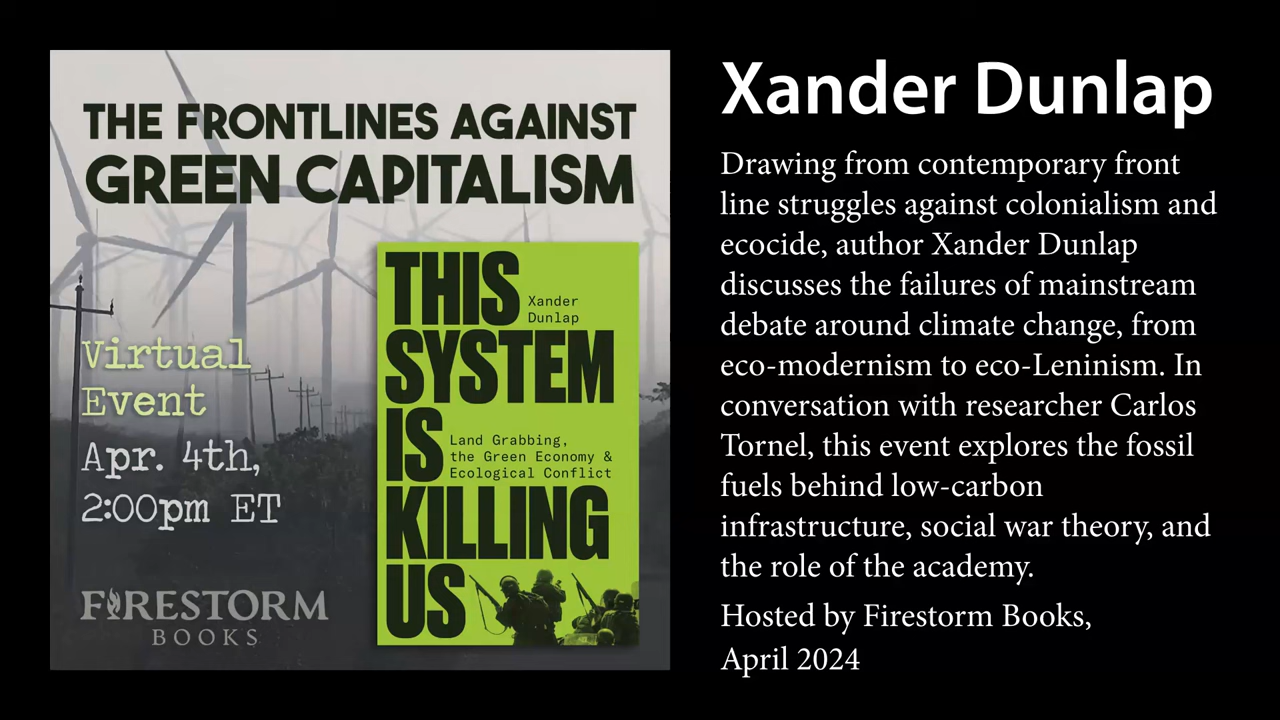 THE FRONTLINES AGAINST
GREEN CAPITALISM
THIS
Xander
Dunlap
SYSTEM
IS
Land Grabbing,
the Green Economy &
Ecological Conflict
KILLING
US
Virtual
Event
Apr. 4th,
2:00pm ET
FIRESTORM
BOOKS
Xander Dunlap
Drawing from contemporary front
line struggles against colonialism and
ecocide, author Xander Dunlap
discusses the failures of mainstream
debate around climate change, from
eco-modernism to eco-Leninism. In
conversation with researcher Carlos
Tornel, this event explores the fossil
fuels behind low-carbon
infrastructure, social war theory, and
the role of the academy.
Hosted by Firestorm Books,
April 2024